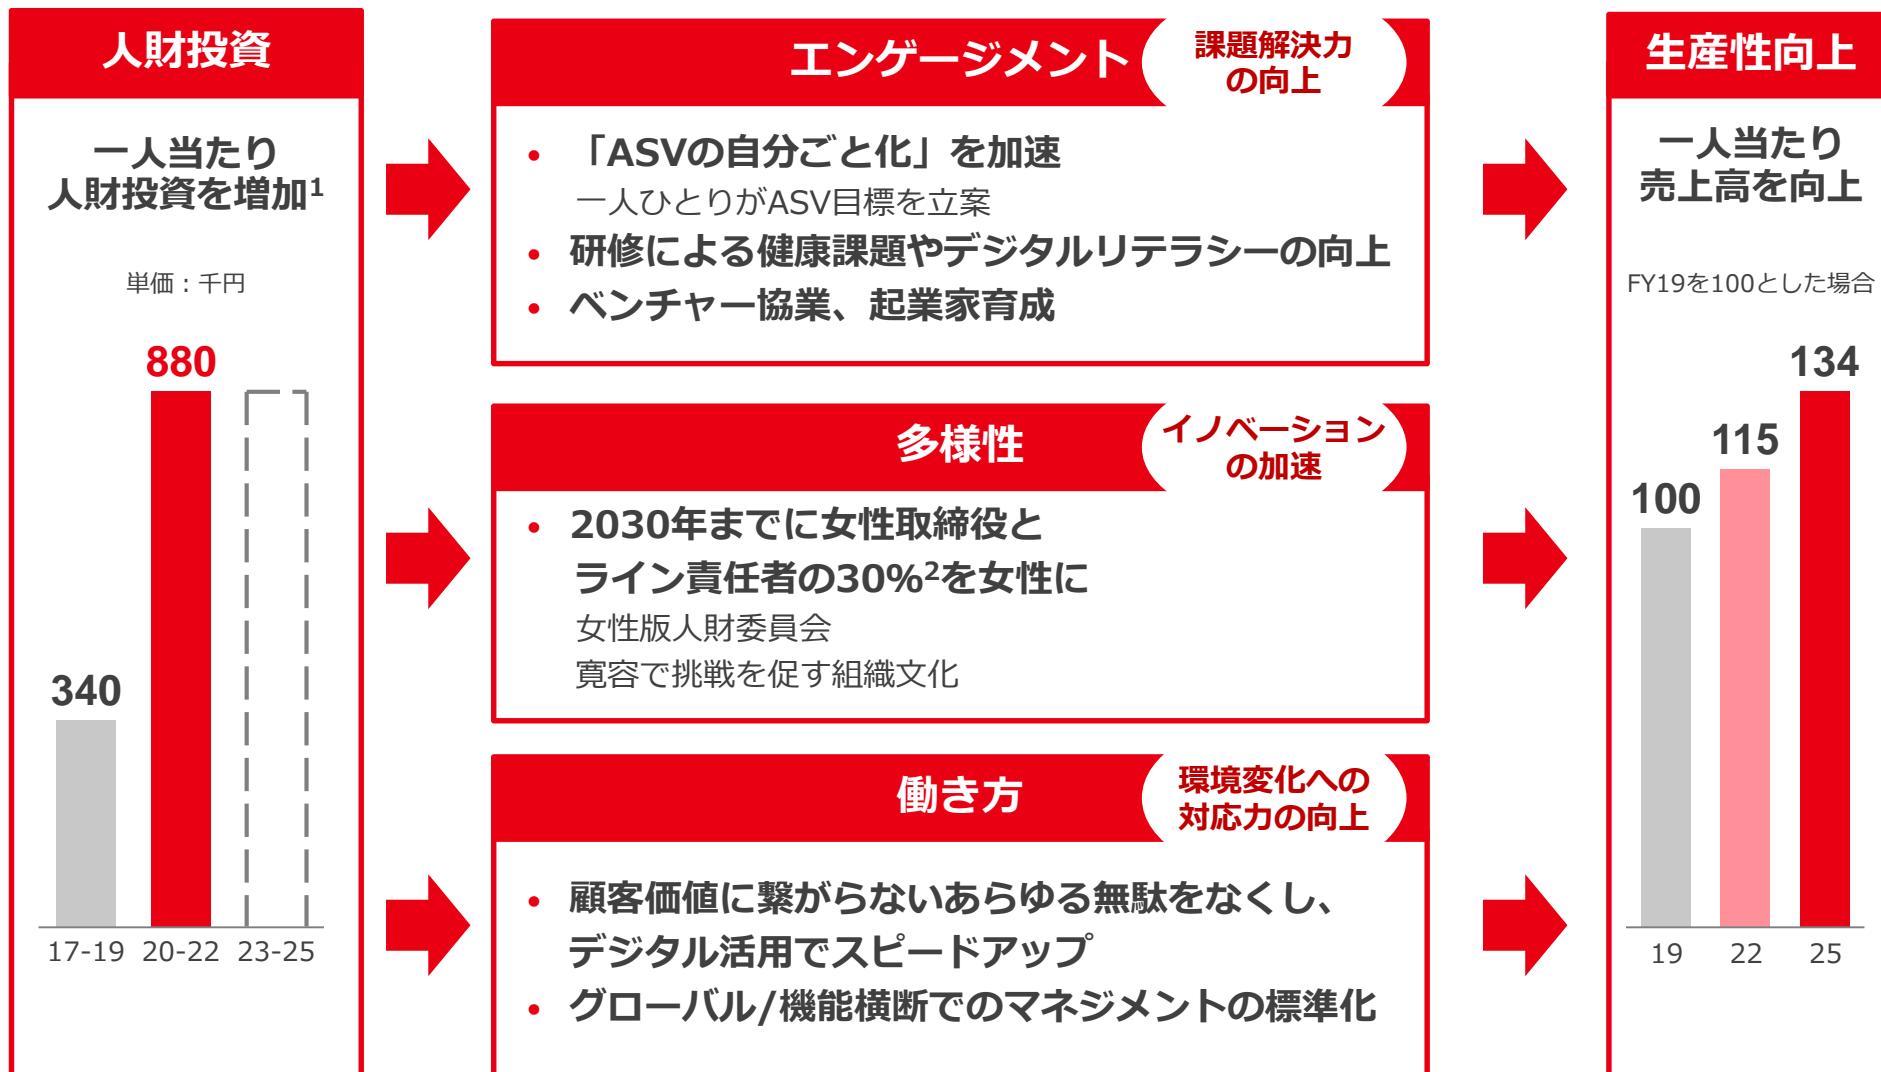 人財投資
一人当たり
人財投資を増加1
単価：千円
880
340
17-19 20-22 23-25
エンゲージメント
課題解決力
の向上
• 「ASVの自分ごと化」を加速
一人ひとりがASV目標を立案
• 研修による健康課題やデジタルリテラシーの向上
• ベンチャー協業、起業家育成
多様性
イノベーション
の加速
• 2030年までに女性取締役と
ライン責任者の30%2を女性に
女性版人財委員会
寛容で挑戦を促す組織文化
働き方
環境変化への
対応力の向上
• 顧客価値に繋がらないあらゆる無駄をなくし、
デジタル活用でスピードアップ
• グローバル/機能横断でのマネジメントの標準化
生産性向上
一人当たり
売上高を向上
FY19を100とした場合
134
115
100
19 22 25